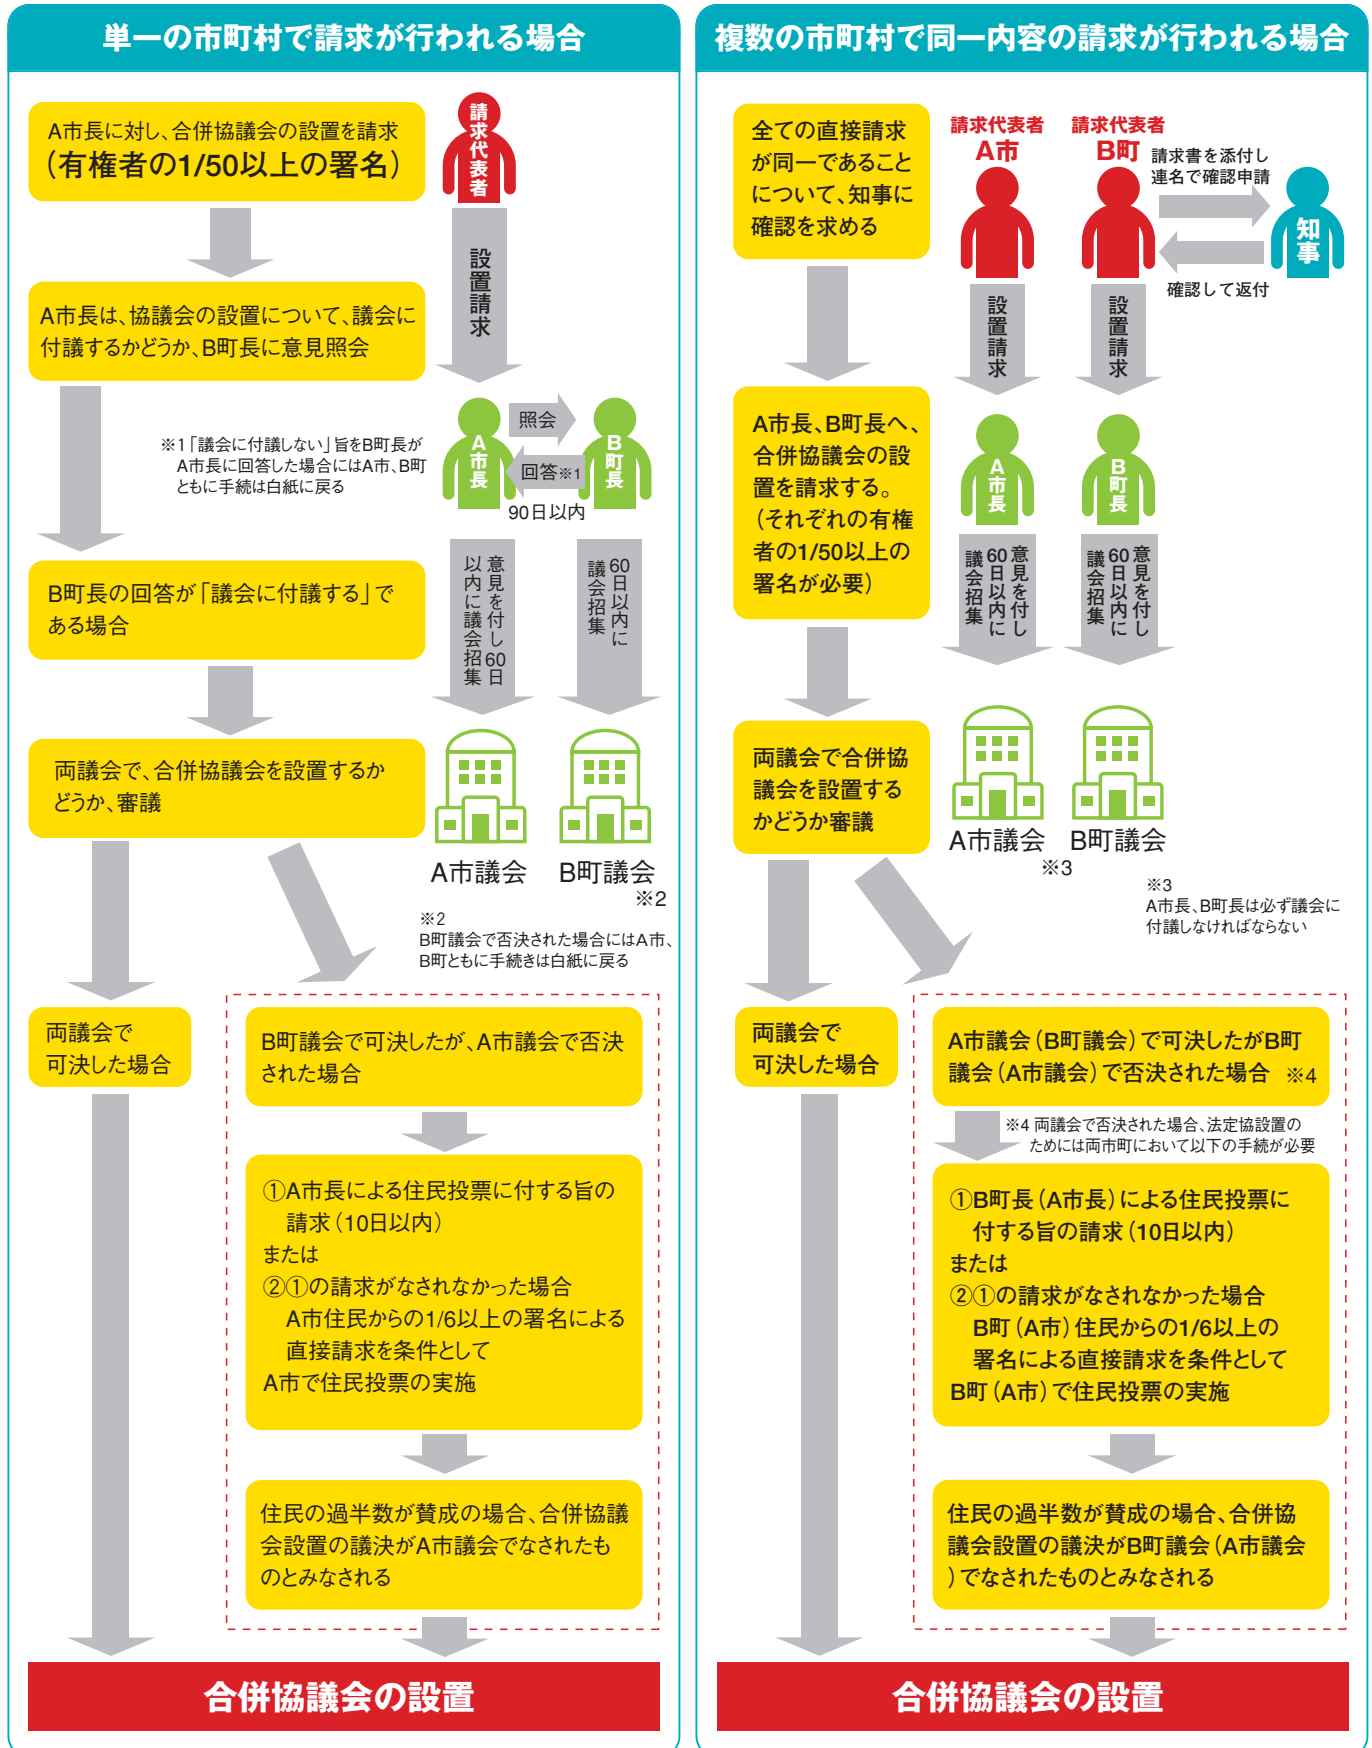 単一の市町村で請求が行われる場合
A市長に対し、合併協議会の設置を請求
（有権者の1/50以上の署名）
請求代表者
設置請求
A市長は、協議会の設置について、議会に
付議するかどうか、B町長に意見照会
※1「議会に付議しない」旨をB町長が
A市長に回答した場合にはA市、B町
ともに手続は白紙に戻る
A市長
照会
回答※1
B町長
90日以内
B町長の回答が「議会に付議する」で
ある場合
意見を付し60日
以内に議会招集
60日以内に
議会招集
両議会で、合併協議会を設置するか
どうか、審議
A市議会
B町議会
※2
※2
B町議会で否決された場合にはA市、
B町ともに手続きは白紙に戻る
両議会で
可決した場合
B町議会で可決したが、A市議会で否決
された場合
①A市長による住民投票に付する旨の
請求（10日以内）
または
②①の請求がなされなかった場合
A市住民からの1/6以上の署名による
直接請求を条件として
A市で住民投票の実施
住民の過半数が賛成の場合、合併協議
会設置の議決がA市議会でなされたも
のとみなされる
合併協議会の設置
複数の市町村で同一内容の請求が行われる場合
全ての直接請求
が同一であること
について、知事に
確認を求める
請求代表者
A市
請求代表者
B町
請求書を添付し
連名で確認申請
知事
確認して返付
設置請求
設置請求
A市長、B町長へ、
合併協議会の設
置を請求する。
（それぞれの有権
者の1/50以上の
署名が必要）
A市長
B町長
意見を付し
60日以内に
議会招集
意見を付し
60日以内に
議会招集
両議会で合併協
議会を設置する
かどうか審議
A市議会
B町議会
※3
※3
A市長、B町長は必ず議会に
付議しなければならない
両議会で
可決した場合
A市議会（B町議会）で可決したがB町
議会（A市議会）で否決された場合 ※4
※4 両議会で否決された場合、法定協設置の
ためには両市町において以下の手続が必要
①B町長（A市長）による住民投票に
付する旨の請求（10日以内）
または
②①の請求がなされなかった場合
B町（A市）住民からの1/6以上の
署名による直接請求を条件として
B町（A市）で住民投票の実施
住民の過半数が賛成の場合、合併協
議会設置の議決がB町議会（A市議会
）でなされたものとみなされる
合併協議会の設置